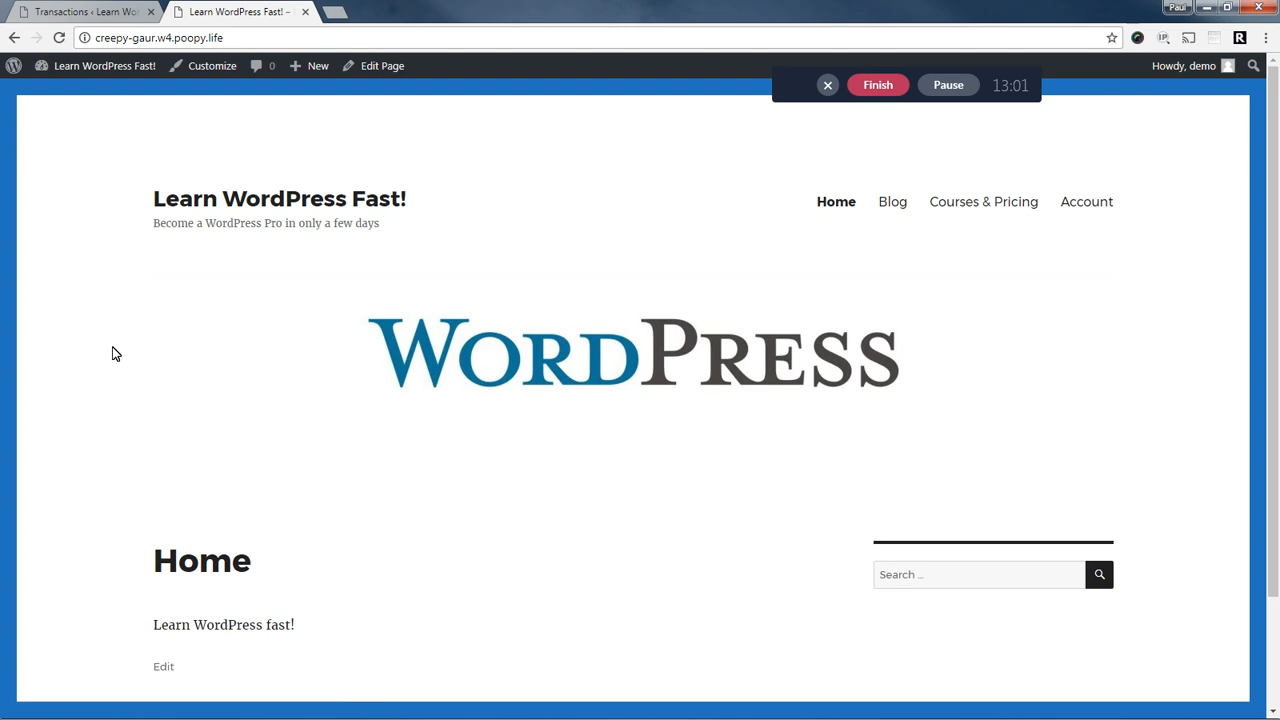 Transactions ‹ Learn Wo
Learn WordPress Fast! –
Paul
creepy-gaur.w4.poopy.life
IP
R
Learn WordPress Fast!
Customize
0
New
Edit Page
Howdy, demo
Finish
Pause
13:01
Learn WordPress Fast!
Become a WordPress Pro in only a few days
Home
Blog
Courses & Pricing
Account
WORDPRESS
Home
Search …
Learn WordPress fast!
Edit